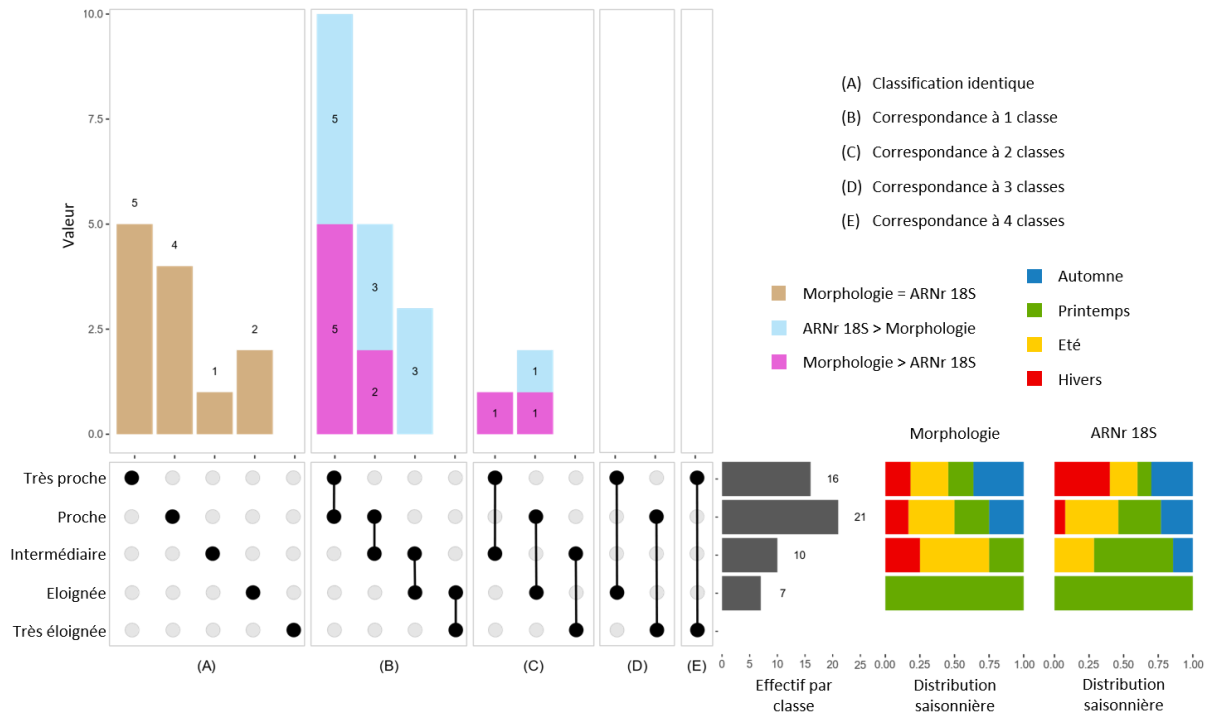 10.0
7.5
5.0
2.5
0.0
Valeur
5
4
1
2
5
5
3
2
3
1
1
1
(A) Classification identique
(B) Correspondance à 1 classe
(C) Correspondance à 2 classes
(D) Correspondance à 3 classes
(E) Correspondance à 4 classes
Morphologie = ARNr 18S
ARNr 18S > Morphologie
Morphologie > ARNr 18S
Automne
Printemps
Eté
Hivers
Morphologie
ARNr 18S
Très proche
Proche
Intermédiaire
Eloignée
Très éloignée
16
21
10
7
(A)
(B)
(C)
(D)
(E)
0 5 10 15 20 25
0.00 0.25 0.50 0.75 1.00
0.00 0.25 0.50 0.75 1.00
Effectif par
classe
Distribution
saisonnière
Distribution
saisonnière